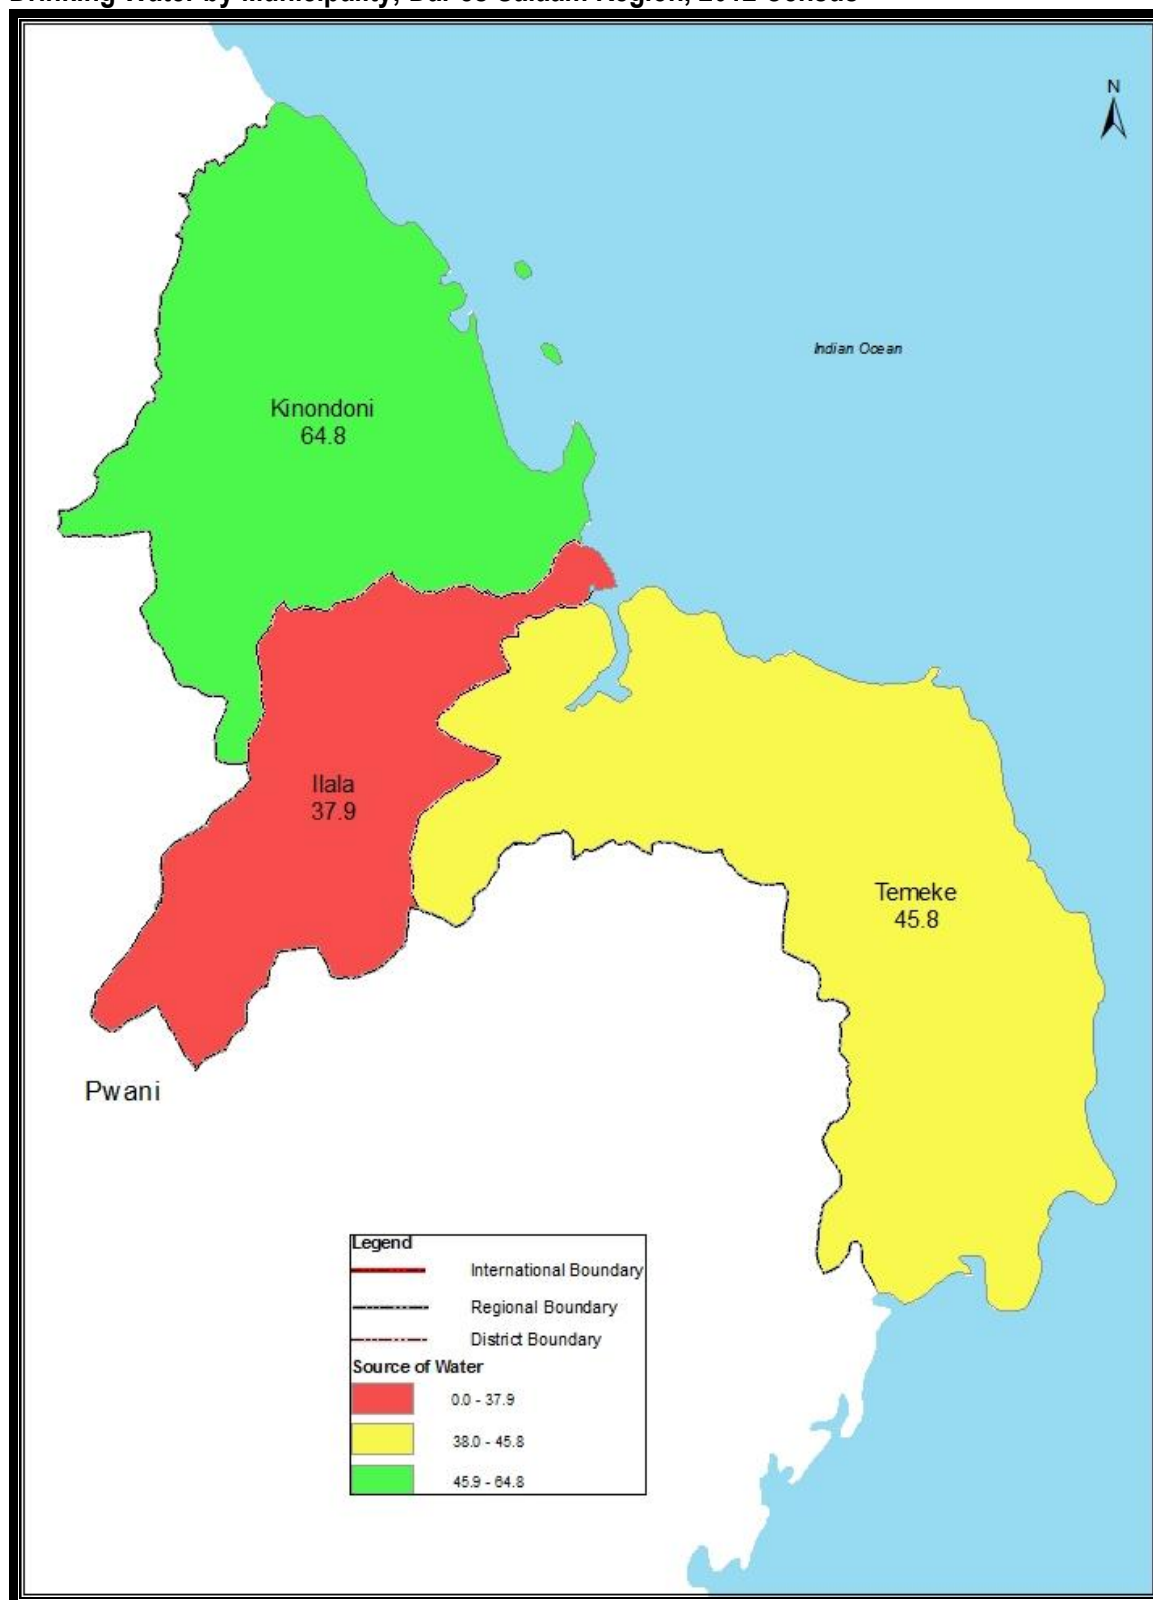 Drinking Water by Municipality, Dar es Salaam Region, 2012 Census
N
Indian Ocean
Kinondoni
64.8
Ilala
37.9
Temeke
45.8
Pwani
Legend
International Boundary
Regional Boundary
District Boundary
Source of Water
0.0 - 37.9
38.0 - 45.8
45.9 - 64.8